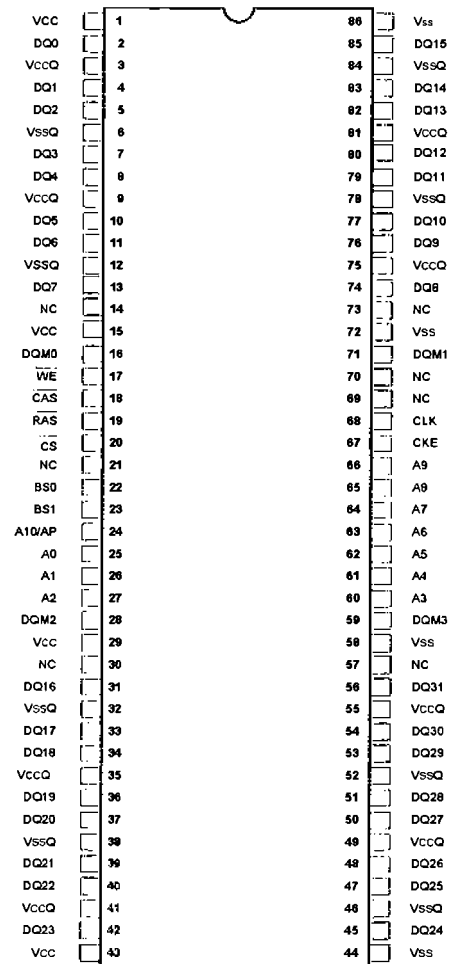 VCC 1 86 Vss
DQ0 2 85 DQ15
VccQ 3 84 VssQ
DQ1 4 83 DQ14
DQ2 5 82 DQ13
VssQ 6 81 VccQ
DQ3 7 80 DQ12
DQ4 8 79 DQ11
VccQ 9 78 VssQ
DQ5 10 77 DQ10
DQ6 11 76 DQ9
VSSQ 12 75 VccQ
DQ7 13 74 DQ8
NC 14 73 NC
VCC 15 72 Vss
DQM0 16 71 DQM1
WE 17 70 NC
CAS 18 69 NC
RAS 19 68 CLK
CS 20 67 CKE
NC 21 66 A9
BS0 22 65 A8
BS1 23 64 A7
A10/AP 24 63 A6
A0 25 62 A5
A1 26 61 A4
A2 27 60 A3
DQM2 28 59 DQM3
Vcc 29 58 Vss
NC 30 57 NC
DQ16 31 56 DQ31
VssQ 32 55 VccQ
DQ17 33 54 DQ30
DQ18 34 53 DQ29
VccQ 35 52 VssQ
DQ19 36 51 DQ28
DQ20 37 50 DQ27
VssQ 38 49 VccQ
DQ21 39 48 DQ26
DQ22 40 47 DQ25
VccQ 41 46 VssQ
DQ23 42 45 DQ24
Vcc 43 44 Vss